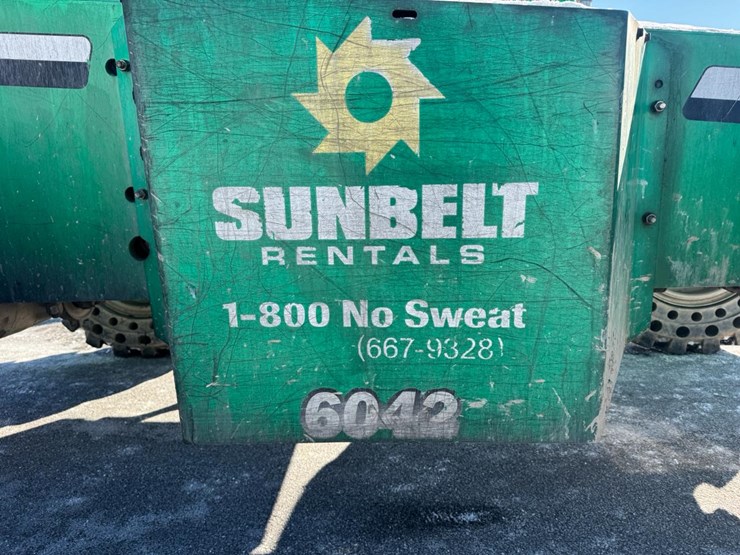 SUNBELT
RENTALS
1-800 No Sweat
(667-9328)
6042